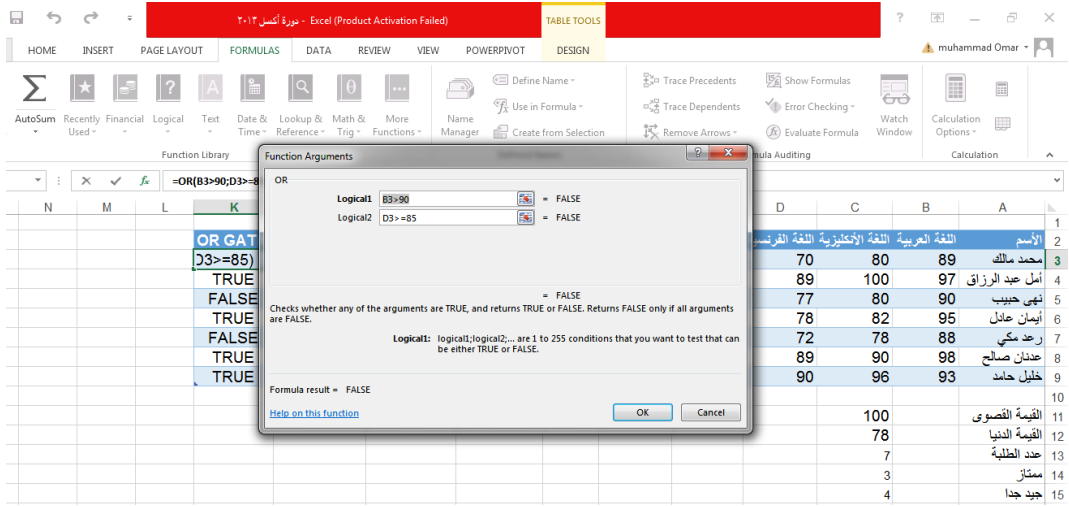 دورة أكسل ٢٠١٣ - Excel (Product Activation Failed)
TABLE TOOLS
HOME INSERT PAGE LAYOUT FORMULAS DATA REVIEW VIEW POWERPIVOT DESIGN
muhammad Omar
AutoSum Recently Used Financial Logical Text Date & Time Lookup & Reference Math & Trig More Functions
Name Manager
Define Name
Use in Formula
Create from Selection
Trace Precedents
Trace Dependents
Remove Arrows
Show Formulas
Error Checking
Evaluate Formula
Watch Window
Calculation Options
Function Library
mula Auditing
Calculation
fx =OR(B3>90;D3>=8
N M L K D C B A
1
OR GAT اللغة العربية اللغة الأنكليزية اللغة الفرنسي الأسم 2
D3>=85) 70 80 89 محمد مالك 3
TRUE 89 100 97 أمل عبد الرزاق 4
FALSE 77 80 90 نهى حبيب 5
TRUE 78 82 95 أيمان عادل 6
FALSE 72 78 88 رعد مكي 7
TRUE 89 90 98 عدنان صالح 8
TRUE 90 96 93 خليل حامد 9
10
100 القيمة القصوى 11
78 القيمة الدنيا 12
7 عدد الطلبة 13
3 ممتاز 14
4 جيد جدا 15
Function Arguments
OR
Logical1 B3>90 = FALSE
Logical2 D3>=85 = FALSE
= FALSE
Checks whether any of the arguments are TRUE, and returns TRUE or FALSE. Returns FALSE only if all arguments
are FALSE.
Logical1: logical1;logical2;... are 1 to 255 conditions that you want to test that can
be either TRUE or FALSE.
Formula result = FALSE
Help on this function
OK Cancel